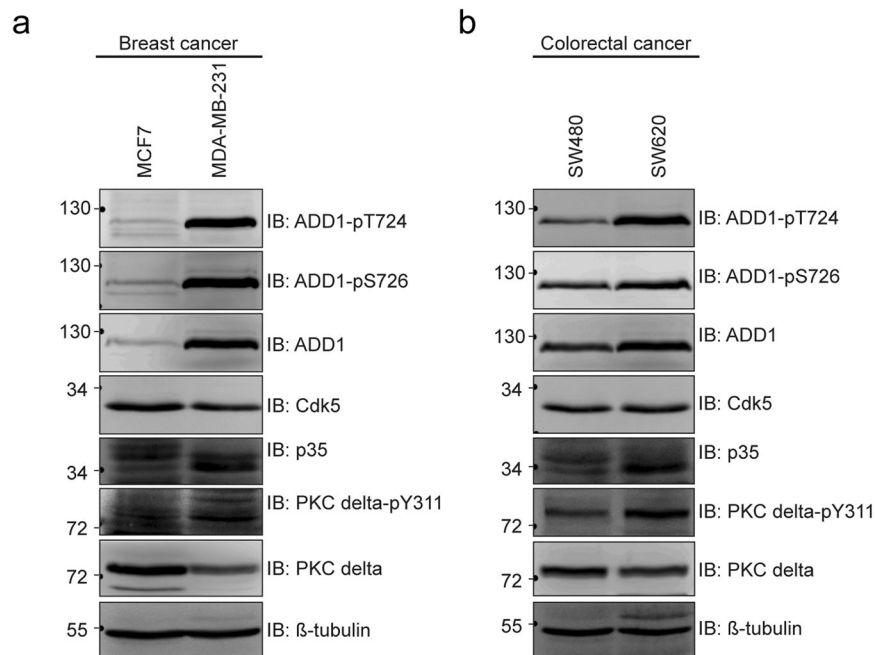 a
Breast cancer
MCF7
MDA-MB-231
130
IB: ADD1-pT724
130
IB: ADD1-pS726
130
IB: ADD1
34
IB: Cdk5
34
IB: p35
72
IB: PKC delta-pY311
72
IB: PKC delta
55
IB: ß-tubulin
b
Colorectal cancer
SW480
SW620
130
IB: ADD1-pT724
130
IB: ADD1-pS726
130
IB: ADD1
34
IB: Cdk5
34
IB: p35
72
IB: PKC delta-pY311
72
IB: PKC delta
55
IB: ß-tubulin